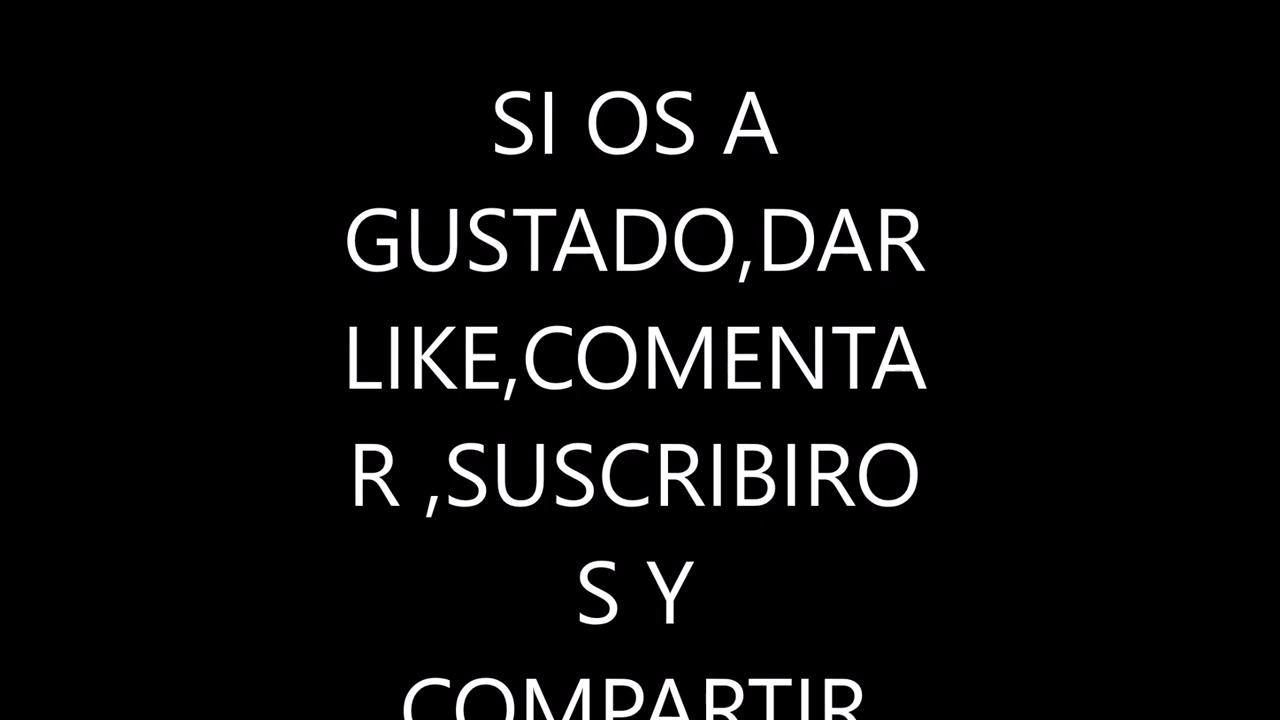 SI OS A
GUSTADO,DAR
LIKE,COMENTA
R ,SUSCRIBIRO
S Y
COMPARTIR